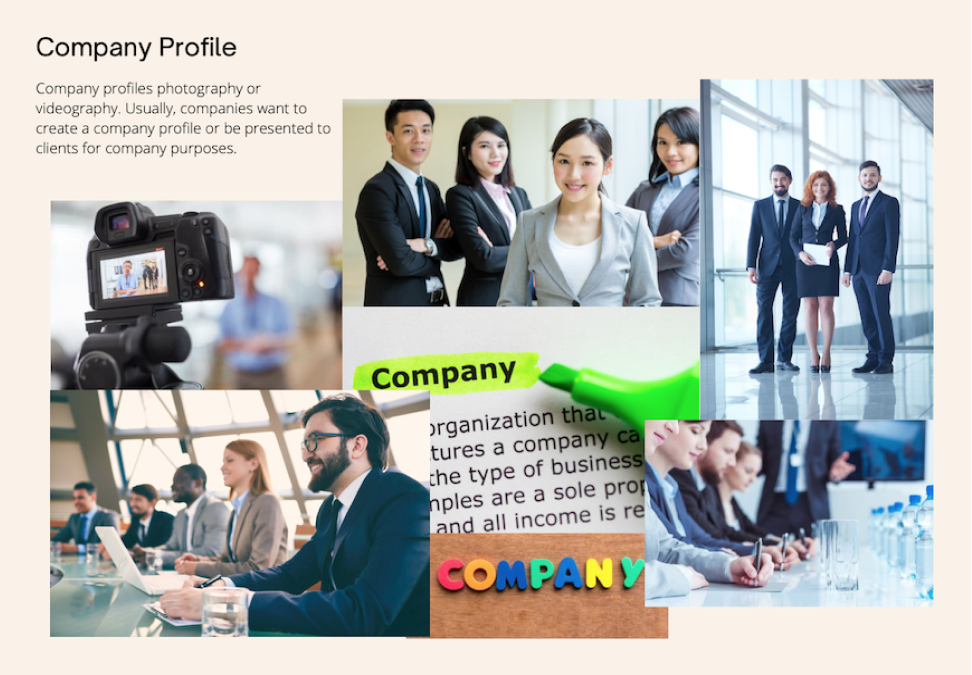 Company Profile
Company profiles photography or
videography. Usually, companies want to
create a company profile or be presented to
clients for company purposes.
Company
organization that
tures a company ca
the type of business
mples are a sole prop
and all income is re
COMPANY